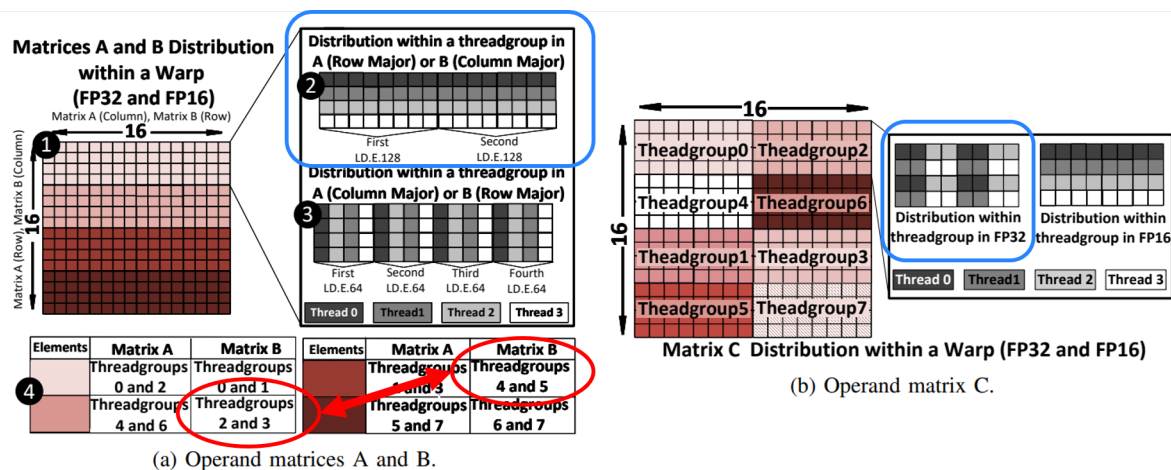 Matrices A and B Distribution
within a Warp
(FP32 and FP16)
Matrix A (Column), Matrix B (Row)
16
1
Matrix A (Row), Matrix B (Column)
16
Distribution within a threadgroup in
A (Row Major) or B (Column Major)
2
First
LD.E.128
Second
LD.E.128
Distribution within a threadgroup in
A (Column Major) or B (Row Major)
3
First
LD.E.64
Second
LD.E.64
Third
LD.E.64
Fourth
LD.E.64
Thread 0
Thread1
Thread 2
Thread 3
4
Elements
Matrix A
Matrix B
Threadgroups
0 and 2
Threadgroups
0 and 1
Threadgroups
4 and 6
Threadgroups
2 and 3
Elements
Matrix A
Matrix B
Threadgroups
and 3
Threadgroups
4 and 5
Threadgroups
5 and 7
Threadgroups
6 and 7
(a) Operand matrices A and B.
16
16
Theadgroup0
Theadgroup2
Theadgroup4
Theadgroup6
Theadgroup1
Theadgroup3
Theadgroup5
Theadgroup7
Distribution within
threadgroup in FP32
Distribution within
threadgroup in FP16
Thread 0
Thread1
Thread 2
Thread 3
Matrix C Distribution within a Warp (FP32 and FP16)
(b) Operand matrix C.